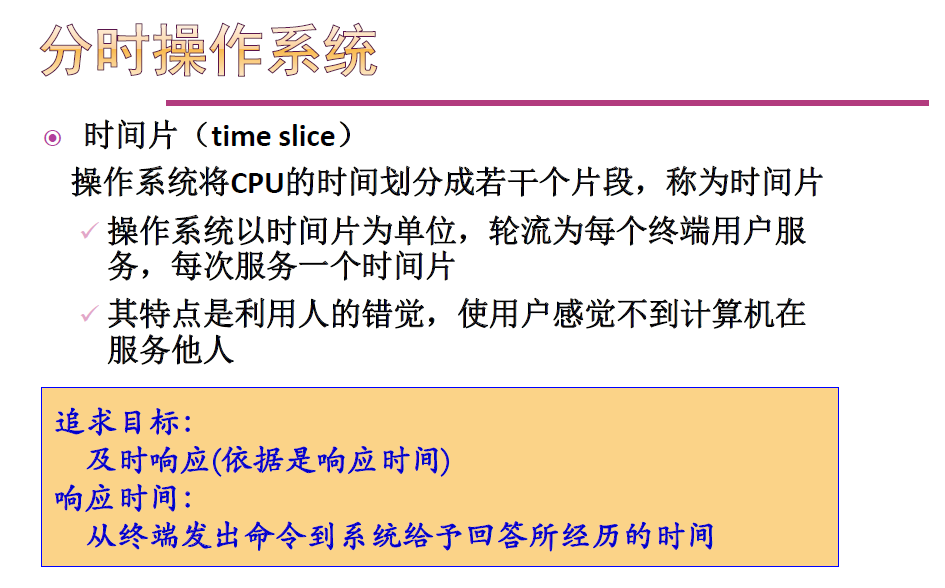 分时操作系统
时间片（time slice）
操作系统将CPU的时间划分成若干个片段，称为时间片
操作系统以时间片为单位，轮流为每个终端用户服
务，每次服务一个时间片
其特点是利用人的错觉，使用户感觉不到计算机在
服务他人
追求目标：
及时响应(依据是响应时间)
响应时间：
从终端发出命令到系统给予回答所经历的时间